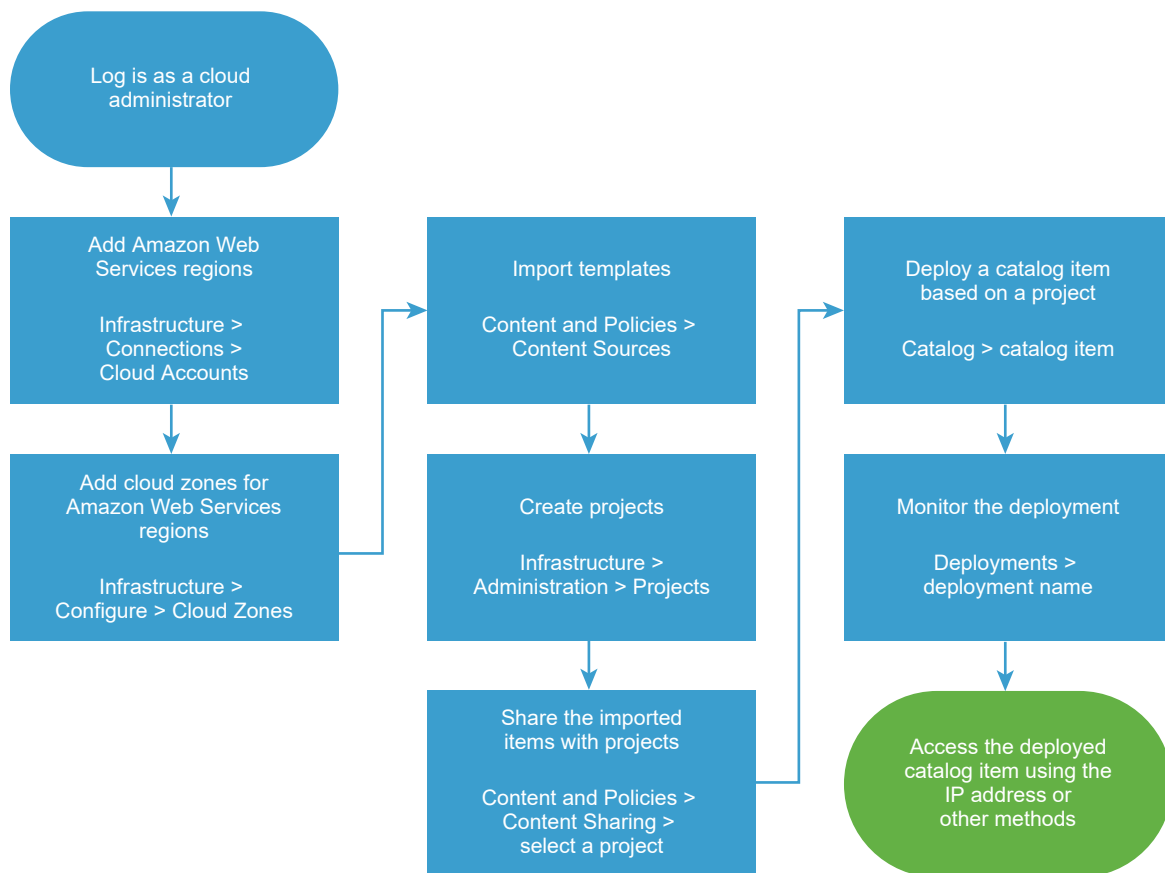 Log is as a cloud
administrator
Add Amazon Web
Services regions
Infrastructure >
Connections >
Cloud Accounts
Add cloud zones for
Amazon Web Services
regions
Infrastructure >
Configure > Cloud Zones
Import templates
Content and Policies >
Content Sources
Create projects
Infrastructure >
Administration > Projects
Share the imported
items with projects
Content and Policies >
Content Sharing >
select a project
Deploy a catalog item
based on a project
Catalog > catalog item
Monitor the deployment
Deployments >
deployment name
Access the deployed
catalog item using the
IP address or
other methods